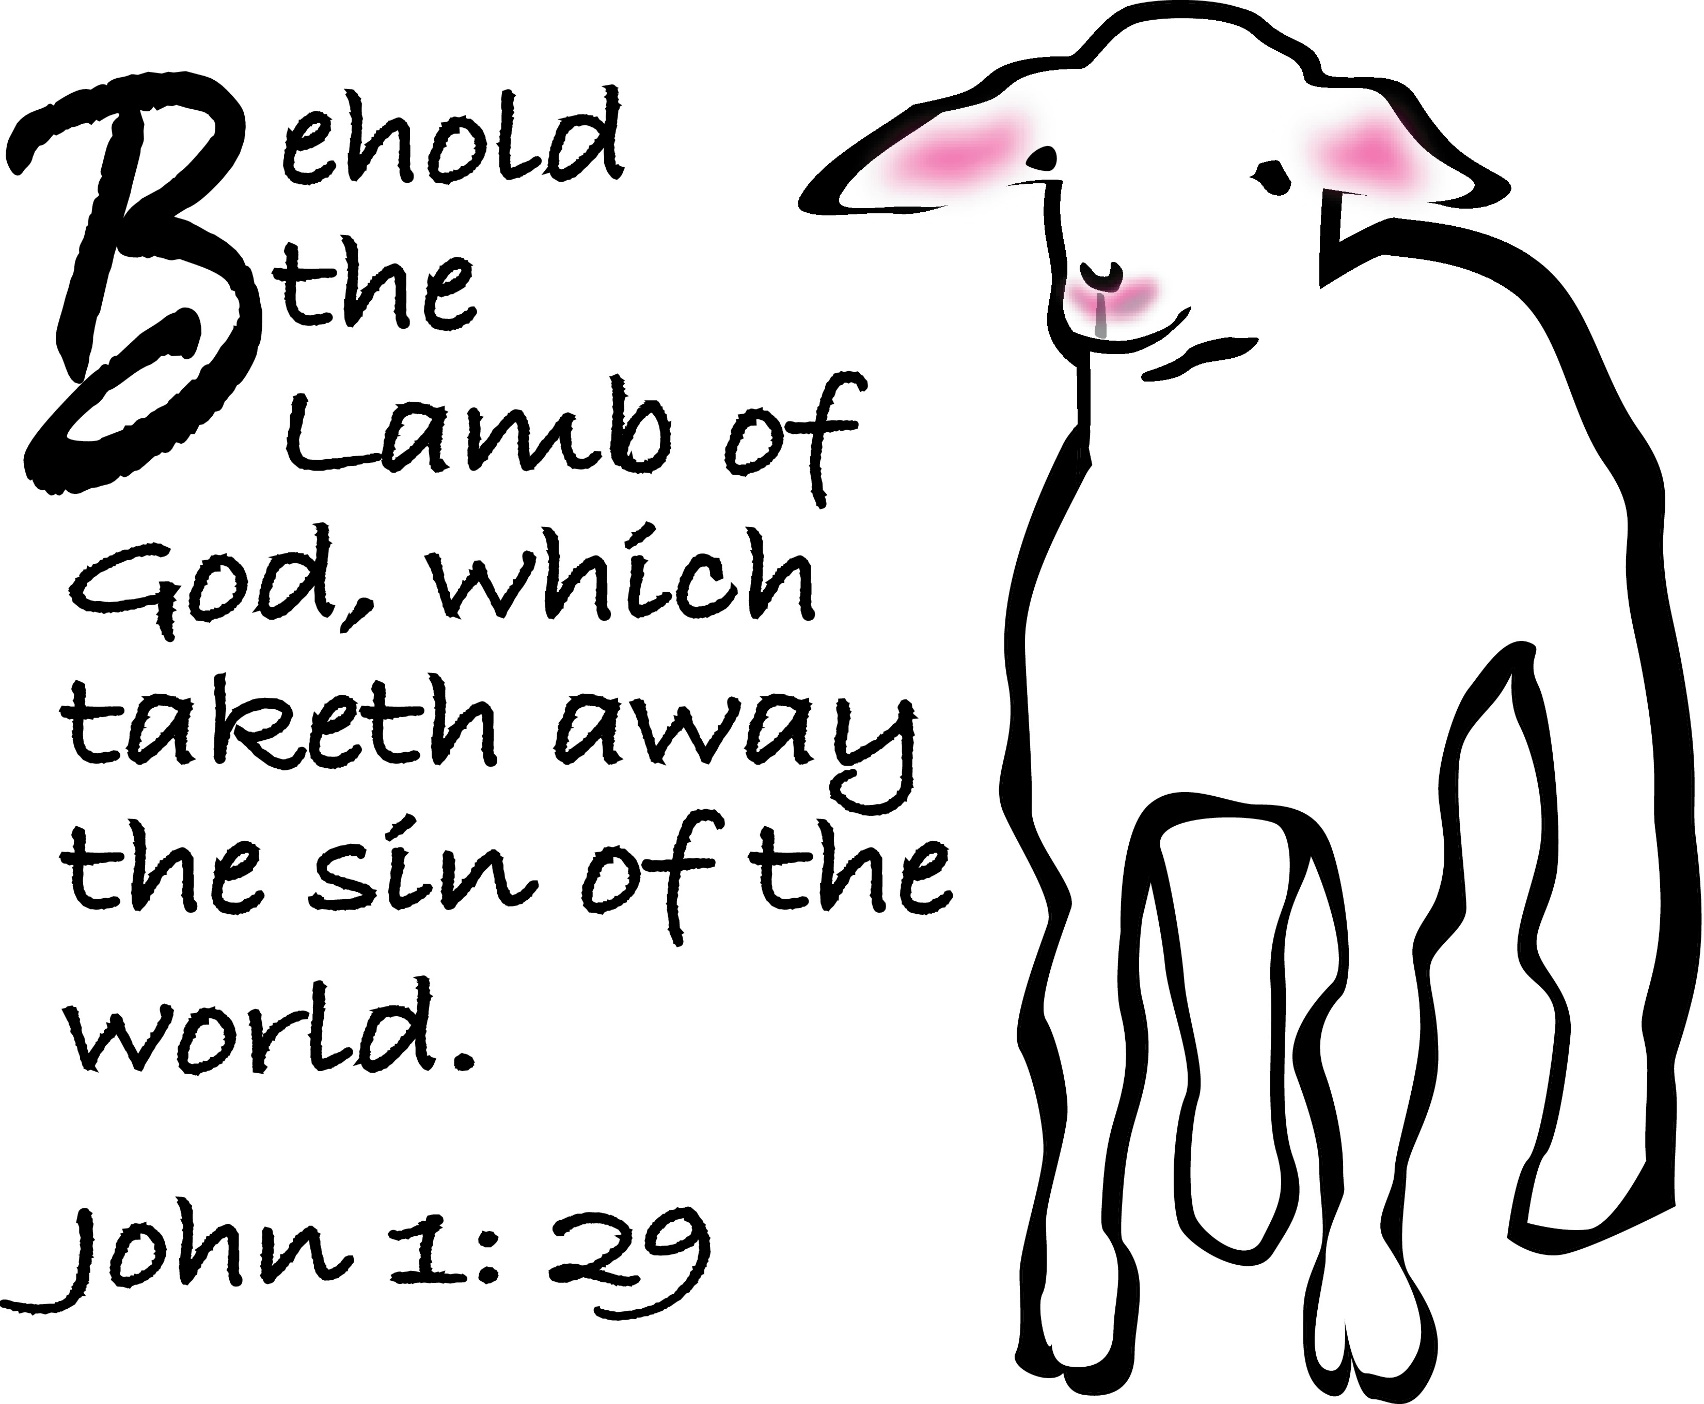 Behold
the
Lamb of
God, which
taketh away
the sin of the
world.
John 1: 29